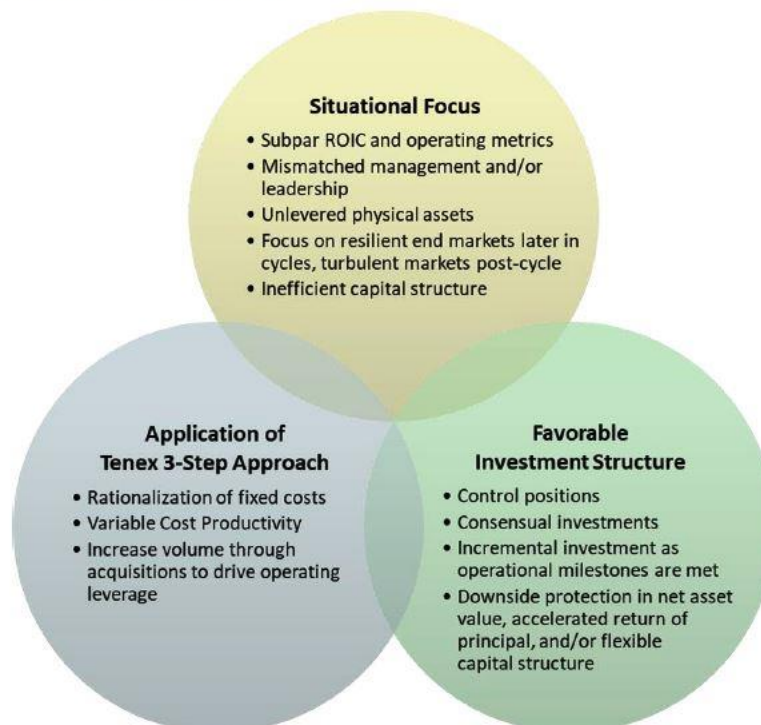 Situational Focus
• Subpar ROIC and operating metrics
• Mismatched management and/or
leadership
• Unlevered physical assets
• Focus on resilient end markets later in
cycles, turbulent markets post-cycle
• Inefficient capital structure
Application of
Tenex 3-Step Approach
• Rationalization of fixed costs
• Variable Cost Productivity
• Increase volume through
acquisitions to drive operating
leverage
Favorable
Investment Structure
• Control positions
• Consensual investments
• Incremental investment as
operational milestones are met
• Downside protection in net asset
value, accelerated return of
principal, and/or flexible
capital structure